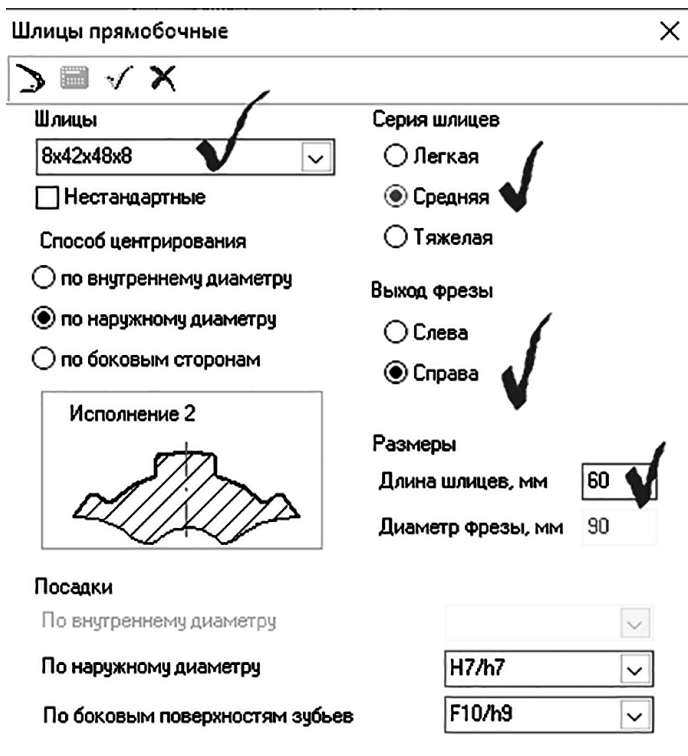 Шлицы прямобочные
Шлицы
8x42x48x8
Нестандартные
Способ центрирования
по внутреннему диаметру
по наружному диаметру
по боковым сторонам
Исполнение 2
Серия шлицев
Легкая
Средняя
Тяжелая
Выход фрезы
Слева
Справа
Размеры
Длина шлицев, мм 60
Диаметр фрезы, мм 90
Посадки
По внутреннему диаметру
По наружному диаметру H7/h7
По боковым поверхностям зубьев F10/h9